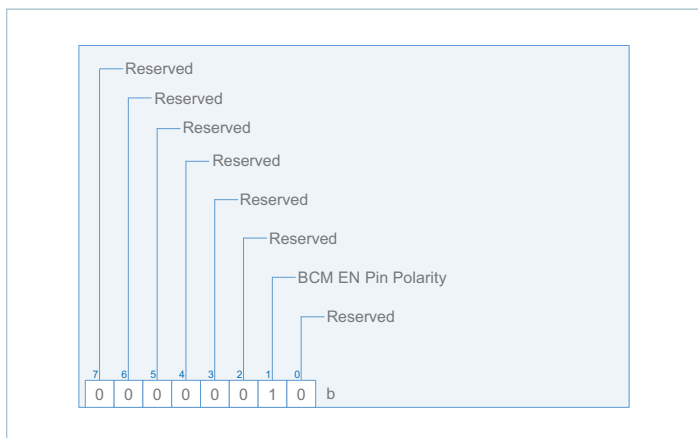 Reserved
Reserved
Reserved
Reserved
Reserved
Reserved
BCM EN Pin Polarity
Reserved
7 6 5 4 3 2 1 0
0 0 0 0 0 0 1 0 b